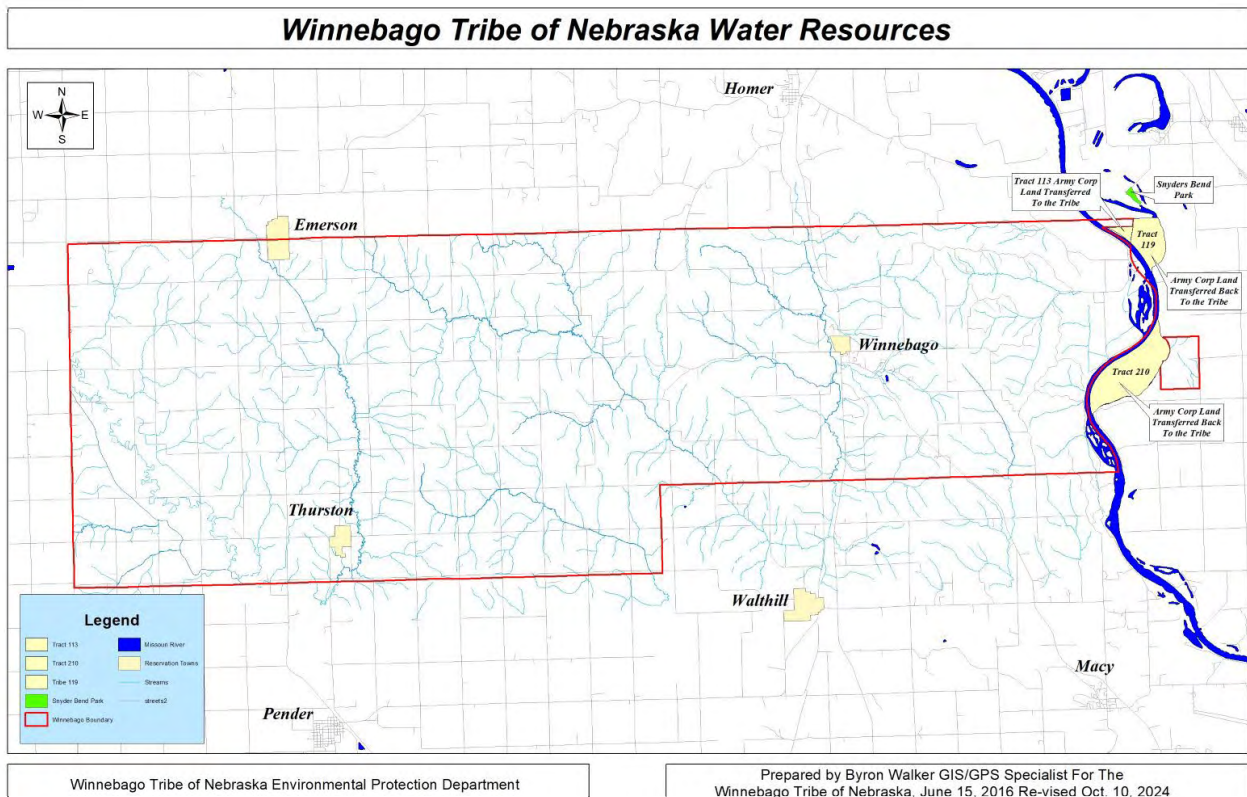 Winnebago Tribe of Nebraska Water Resources
N
W
E
S
Homer
Tract 113 Army Corp
Land Transferred
To the Tribe
Snyders Bend
Park
Emerson
Tract
119
Army Corp Land
Transferred Back
To the Tribe
Winnebago
Tract 210
Army Corp Land
Transferred Back
To the Tribe
Thurston
Walthill
Macy
Pender
Legend
Tract 113
Tract 210
Tribe 119
Snyder Bend Park
Winnebago Boundary
Missouri River
Reservation Towns
Streams
streets2
Winnebago Tribe of Nebraska Environmental Protection Department
Prepared by Byron Walker GIS/GPS Specialist For The
Winnebago Tribe of Nebraska, June 15, 2016 Re-vised Oct. 10, 2024